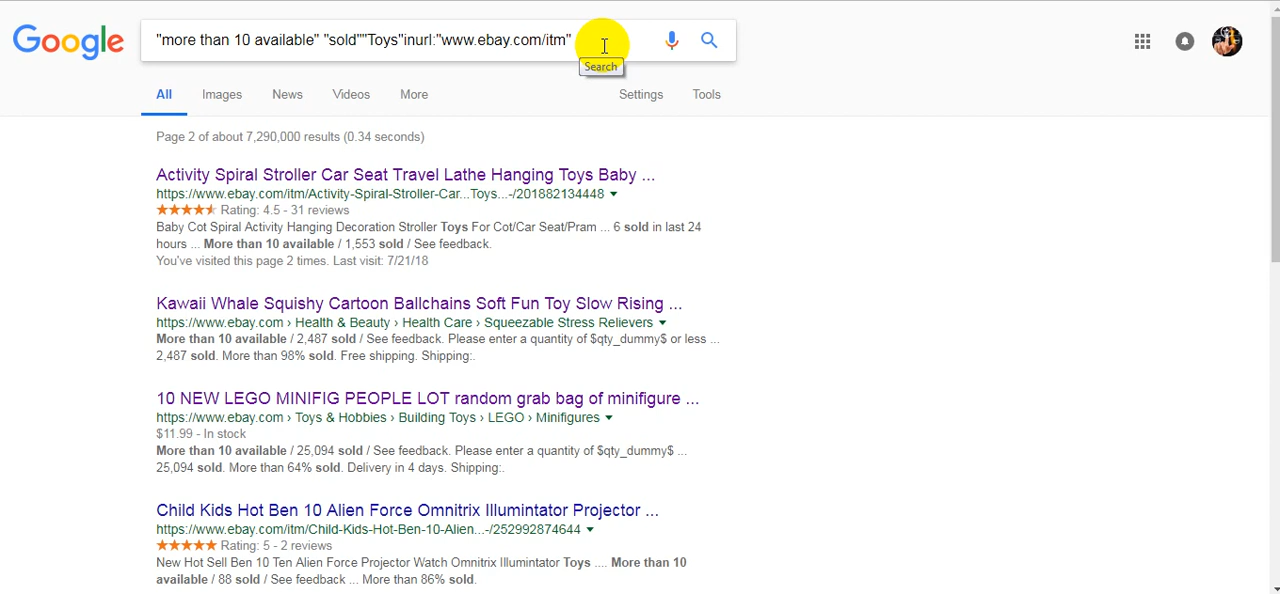 Google
"more than 10 available" "sold""Toys"inurl:"www.ebay.com/itm"
Search
All Images News Videos More Settings Tools
Page 2 of about 7,290,000 results (0.34 seconds)
Activity Spiral Stroller Car Seat Travel Lathe Hanging Toys Baby ...
https://www.ebay.com/itm/Activity-Spiral-Stroller-Car...Toys...-/201882134448
Rating: 4.5 - 31 reviews
Baby Cot Spiral Activity Hanging Decoration Stroller Toys For Cot/Car Seat/Pram ... 6 sold in last 24
hours ... More than 10 available / 1,553 sold / See feedback.
You've visited this page 2 times. Last visit: 7/21/18
Kawaii Whale Squishy Cartoon Ballchains Soft Fun Toy Slow Rising ...
https://www.ebay.com › Health & Beauty › Health Care › Squeezable Stress Relievers
More than 10 available / 2,487 sold / See feedback. Please enter a quantity of $qty_dummy$ or less ...
2,487 sold. More than 98% sold. Free shipping. Shipping:.
10 NEW LEGO MINIFIG PEOPLE LOT random grab bag of minifigure ...
https://www.ebay.com › Toys & Hobbies › Building Toys › LEGO › Minifigures
$11.99 - In stock
More than 10 available / 25,094 sold / See feedback. Please enter a quantity of $qty_dummy$ ...
25,094 sold. More than 64% sold. Delivery in 4 days. Shipping:.
Child Kids Hot Ben 10 Alien Force Omnitrix Illumintator Projector ...
https://www.ebay.com/itm/Child-Kids-Hot-Ben-10-Alien...-/252992874644
Rating: 5 - 2 reviews
New Hot Sell Ben 10 Ten Alien Force Projector Watch Omnitrix Illumintator Toys .... More than 10
available / 88 sold / See feedback ... More than 86% sold.